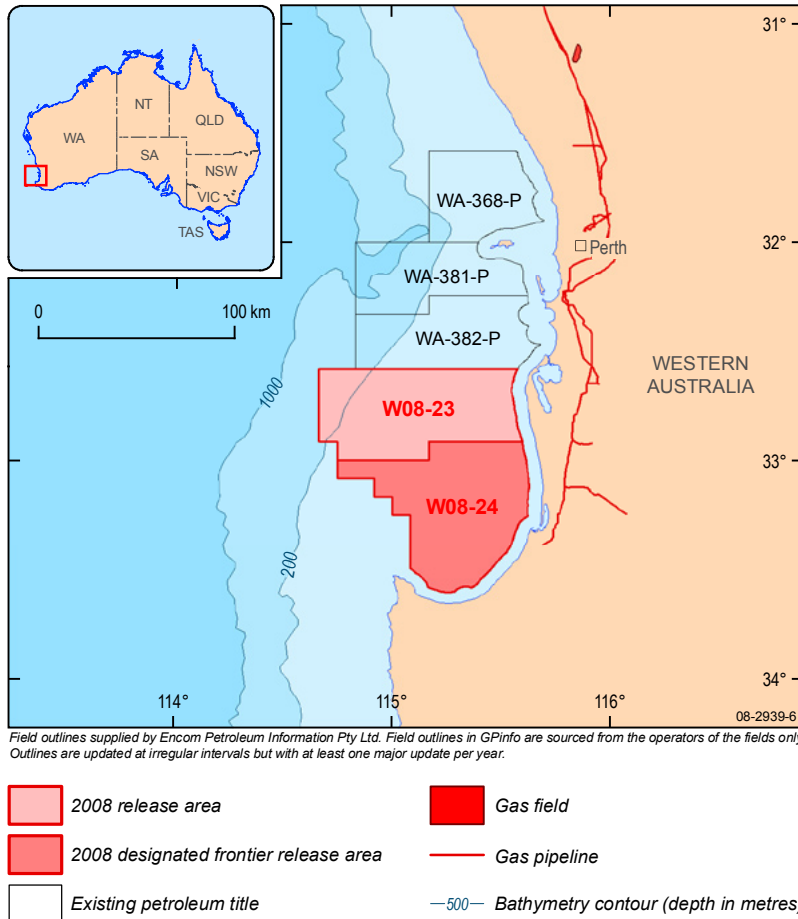 NT
QLD
WA
SA
NSW
VIC
TAS
31°
WA-368-P
32°
Perth
WA-381-P
0 100 km
WA-382-P
WESTERN
AUSTRALIA
1000
W08-23
33°
W08-24
200
114° 115° 116° 34°
08-2939-6
Field outlines supplied by Encom Petroleum Information Pty Ltd. Field outlines in GPinfo are sourced from the operators of the fields only
Outlines are updated at irregular intervals but with at least one major update per year.
2008 release area
Gas field
2008 designated frontier release area
Gas pipeline
Existing petroleum title
500 Bathymetry contour (depth in metres)